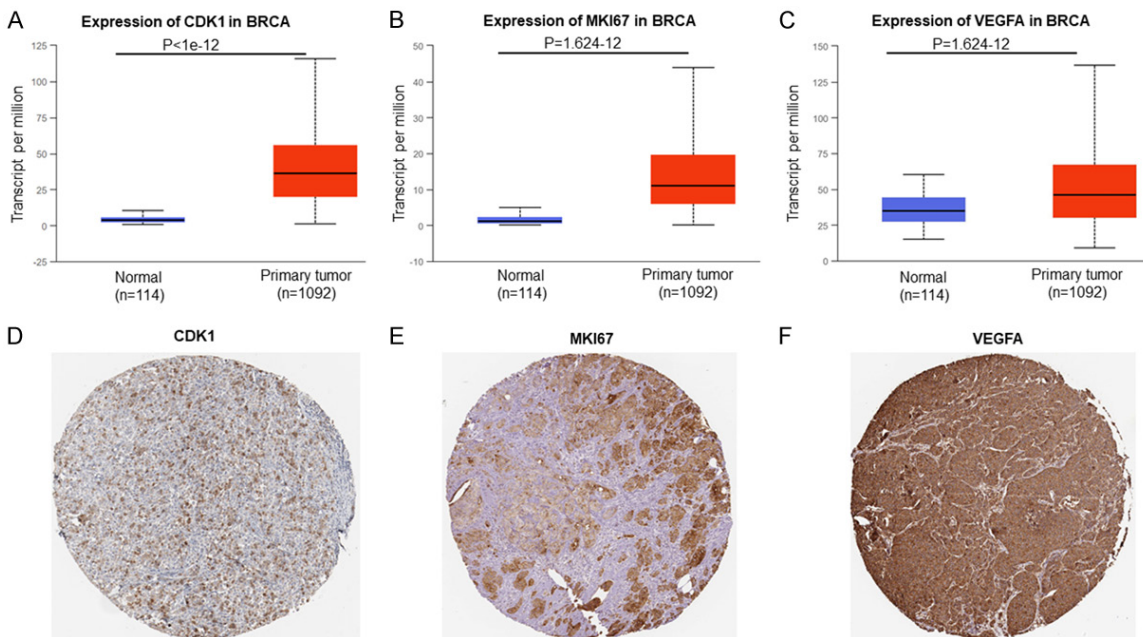 A
Expression of CDK1 in BRCA
P<1e-12
Transcript per million
125
100
75
50
25
0
-25
Normal
(n=114)
Primary tumor
(n=1092)
B
Expression of MKI67 in BRCA
P=1.624-12
Transcript per million
50
40
30
20
10
0
-10
Normal
(n=114)
Primary tumor
(n=1092)
C
Expression of VEGFA in BRCA
P=1.624-12
Transcript per million
150
125
100
75
50
25
0
Normal
(n=114)
Primary tumor
(n=1092)
D
CDK1
E
MKI67
F
VEGFA